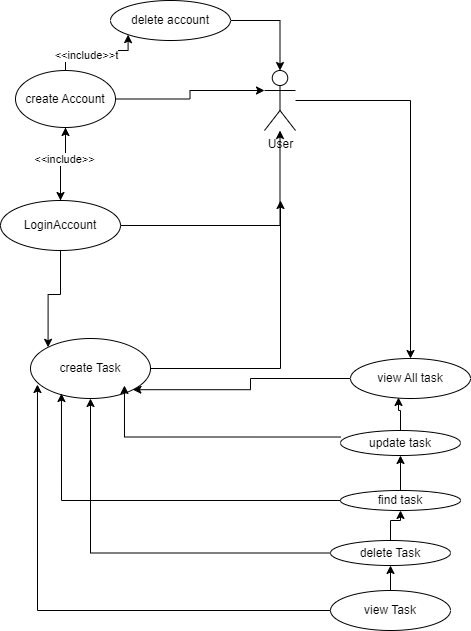 delete account
<<include>>t
create Account
User
<<include>>
LoginAccount
create Task
view All task
update task
find task
delete Task
view Task